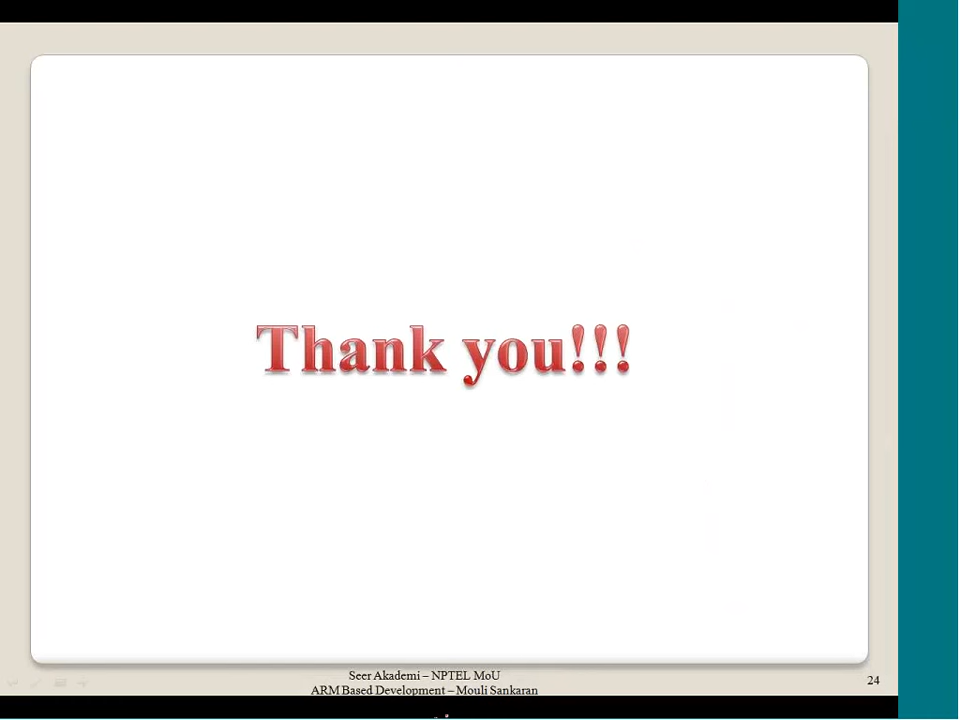 Thank you!!!
Seer Akademi – NPTEL MoU
ARM Based Development – Mouli Sankaran
24